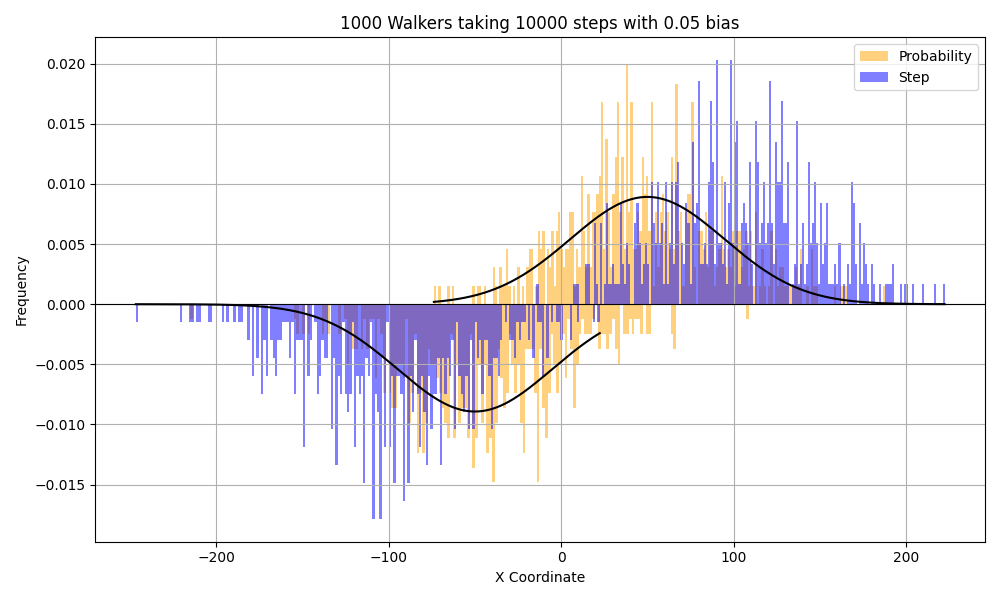 1000 Walkers taking 10000 steps with 0.05 bias
Probability
Step
0.020
0.015
0.010
0.005
0.000
−0.005
−0.010
−0.015
Frequency
−200
−100
0
100
200
X Coordinate